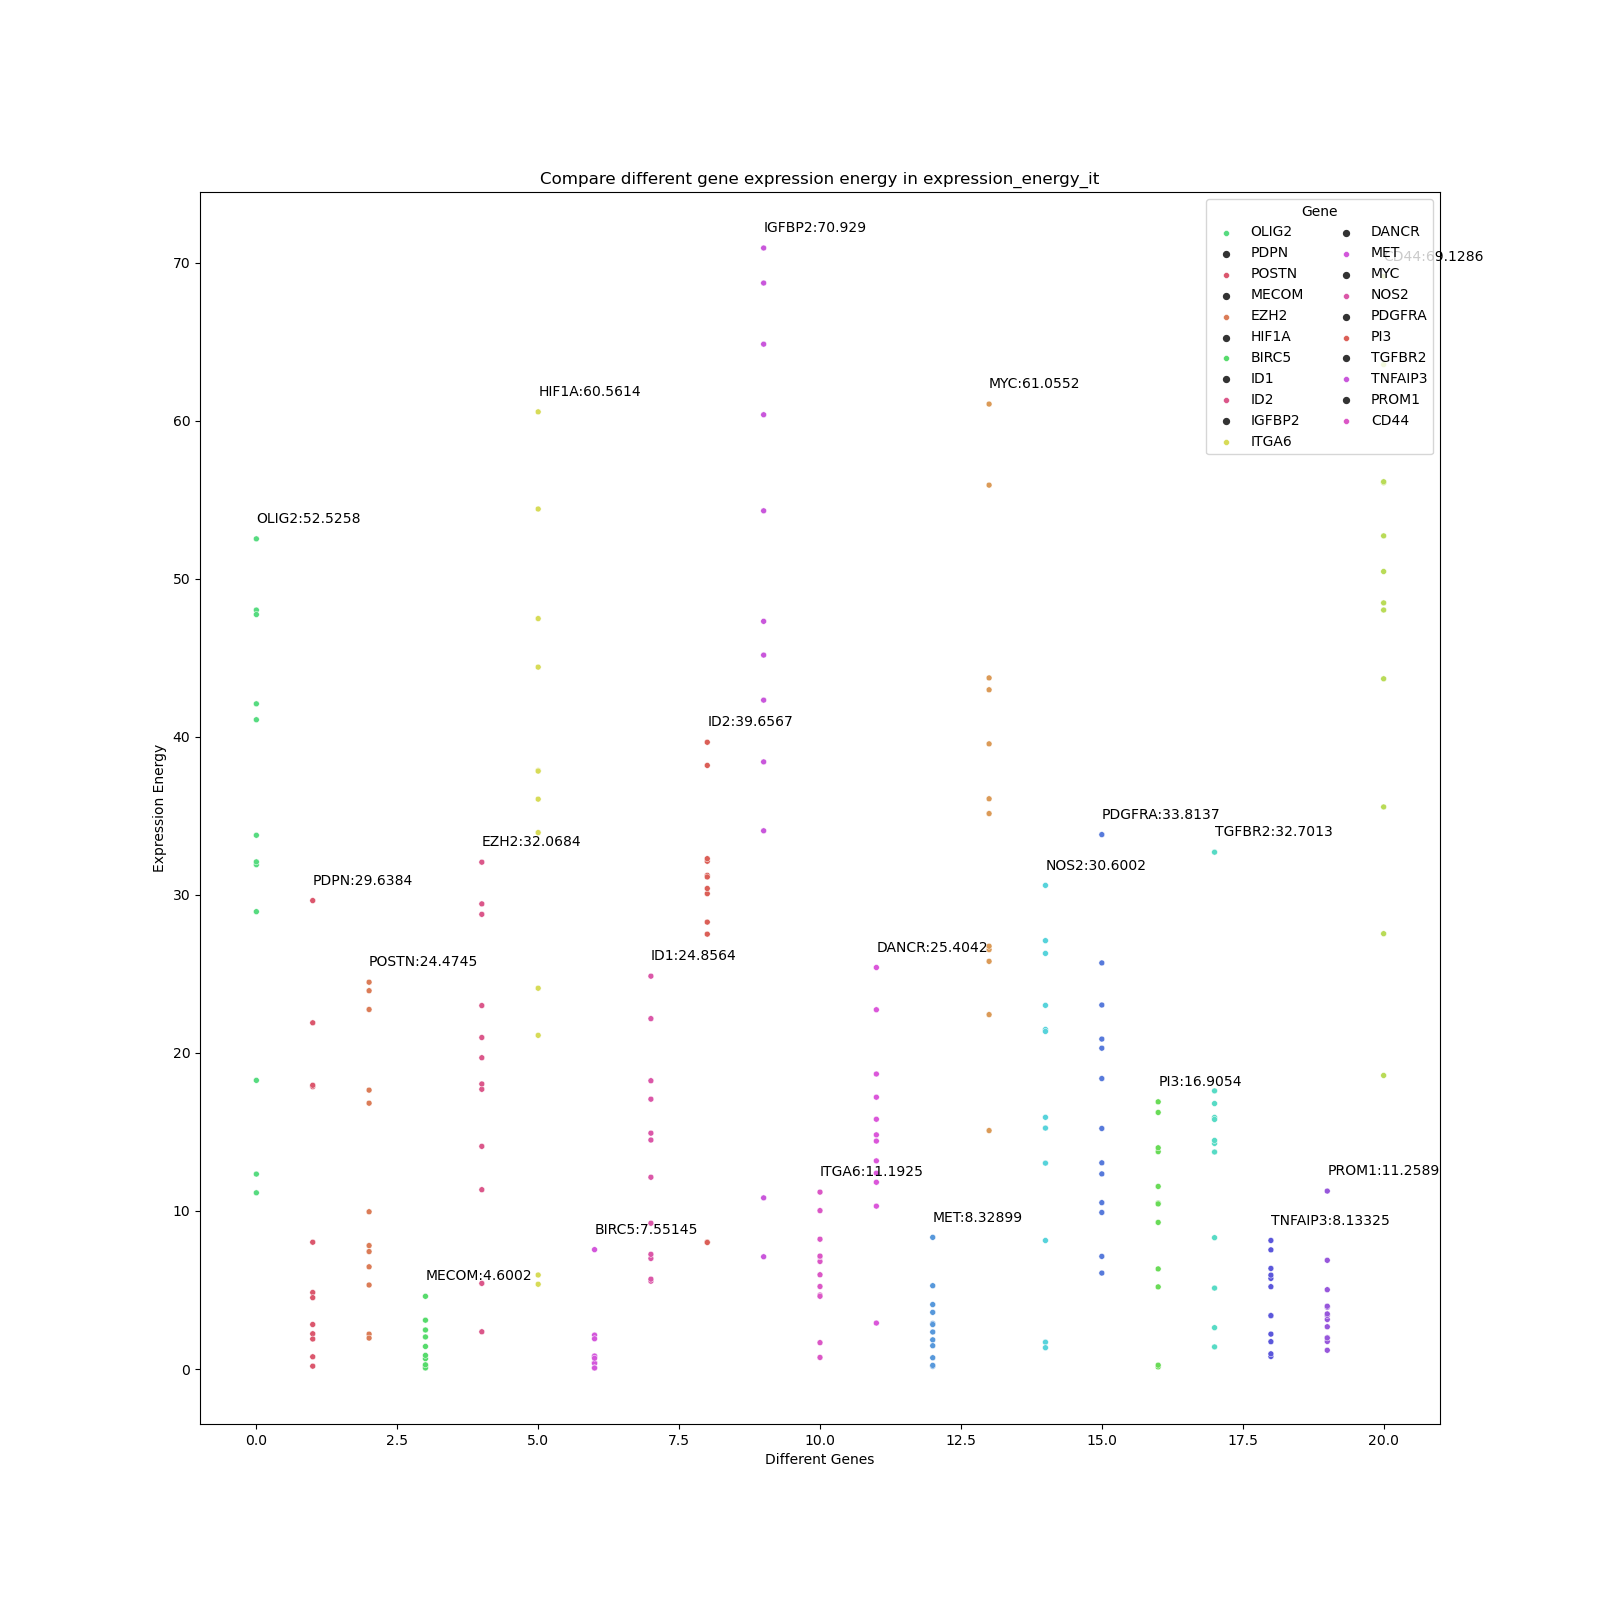 Compare different gene expression energy in expression_energy_it
Gene
OLIG2
PDPN
POSTN
MECOM
EZH2
HIF1A
BIRC5
ID1
ID2
IGFBP2
ITGA6
DANCR
MET
MYC
NOS2
PDGFRA
PI3
TGFBR2
TNFAIP3
PROM1
CD44
IGFBP2:70.929
CD44:69.1286
MYC:61.0552
HIF1A:60.5614
OLIG2:52.5258
ID2:39.6567
PDGFRA:33.8137
TGFBR2:32.7013
EZH2:32.0684
NOS2:30.6002
PDPN:29.6384
DANCR:25.4042
ID1:24.8564
POSTN:24.4745
PI3:16.9054
PROM1:11.2589
ITGA6:11.1925
MET:8.32899
TNFAIP3:8.13325
BIRC5:7.55145
MECOM:4.6002
Expression Energy
70
60
50
40
30
20
10
0
0.0
2.5
5.0
7.5
10.0
12.5
15.0
17.5
20.0
Different Genes